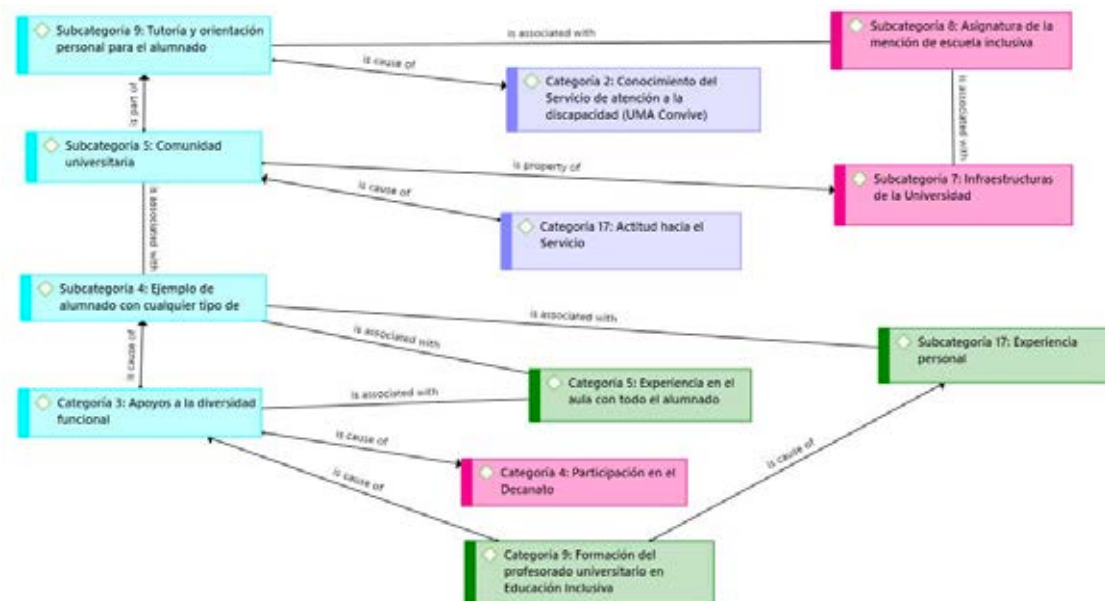 Subcategoría 9: Tutoría y orientación
personal para el alumnado
is associated with
Subcategoría 8: Asignatura de la
mención de escuela inclusiva
is cause of
Categoría 2: Conocimiento del
Servicio de atención a la
discapacidad (UMA Convive)
is part of
is associated with
Subcategoría 5: Comunidad
universitaria
is property of
Subcategoría 7: Infraestructuras
de la Universidad
is cause of
Categoría 17: Actitud hacia el
Servicio
is associated with
Subcategoría 4: Ejemplo de
alumnado con cualquier tipo de
is associated with
Subcategoría 17: Experiencia
personal
is associated with
is cause of
Categoría 5: Experiencia en el
aula con todo el alumnado
Categoría 3: Apoyos a la diversidad
funcional
is associated with
is cause of
Categoría 4: Participación en el
Decanato
is cause of
is cause of
Categoría 9: Formación del
profesorado universitario en
Educación Inclusiva